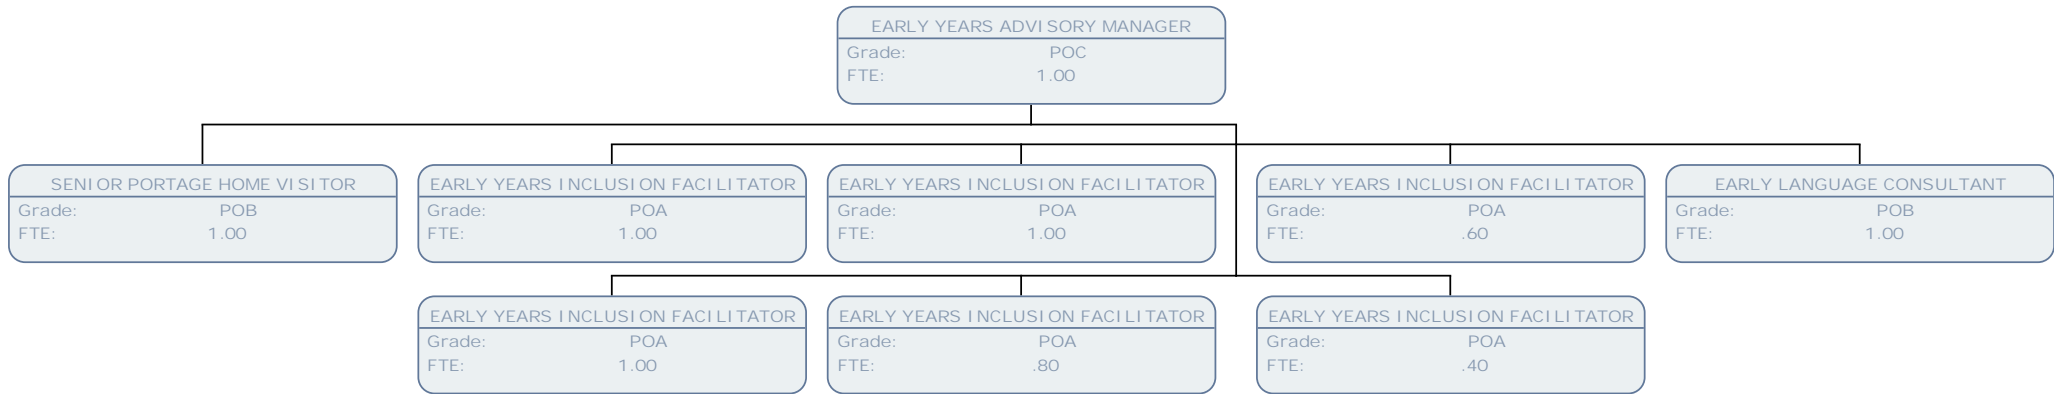 EARLY YEARS ADVISORY MANAGER
Grade: POC
FTE: 1.00
SENIOR PORTAGE HOME VISITOR
Grade: POB
FTE: 1.00
EARLY YEARS INCLUSION FACILITATOR
Grade: POA
FTE: 1.00
EARLY YEARS INCLUSION FACILITATOR
Grade: POA
FTE: 1.00
EARLY YEARS INCLUSION FACILITATOR
Grade: POA
FTE: .60
EARLY LANGUAGE CONSULTANT
Grade: POB
FTE: 1.00
EARLY YEARS INCLUSION FACILITATOR
Grade: POA
FTE: 1.00
EARLY YEARS INCLUSION FACILITATOR
Grade: POA
FTE: .80
EARLY YEARS INCLUSION FACILITATOR
Grade: POA
FTE: .40